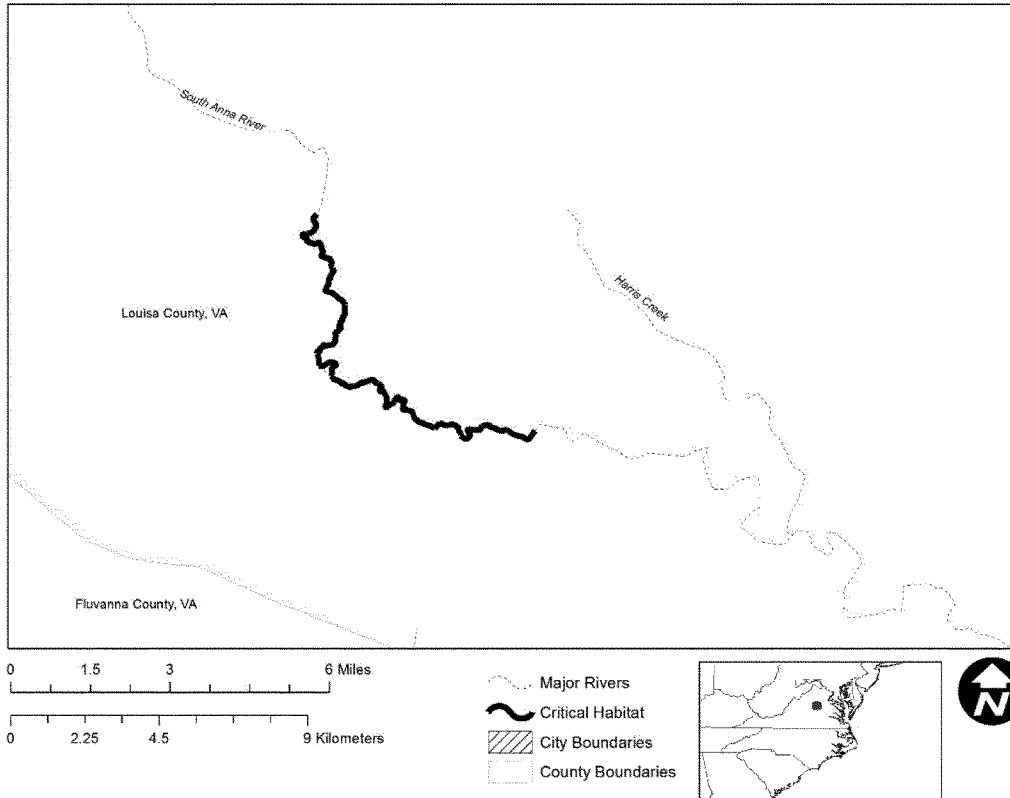 South Anna River
Harris Creek
Louisa County, VA
Fluvanna County, VA
0 1.5 3 6 Miles
0 2.25 4.5 9 Kilometers
Major Rivers
Critical Habitat
City Boundaries
County Boundaries
N